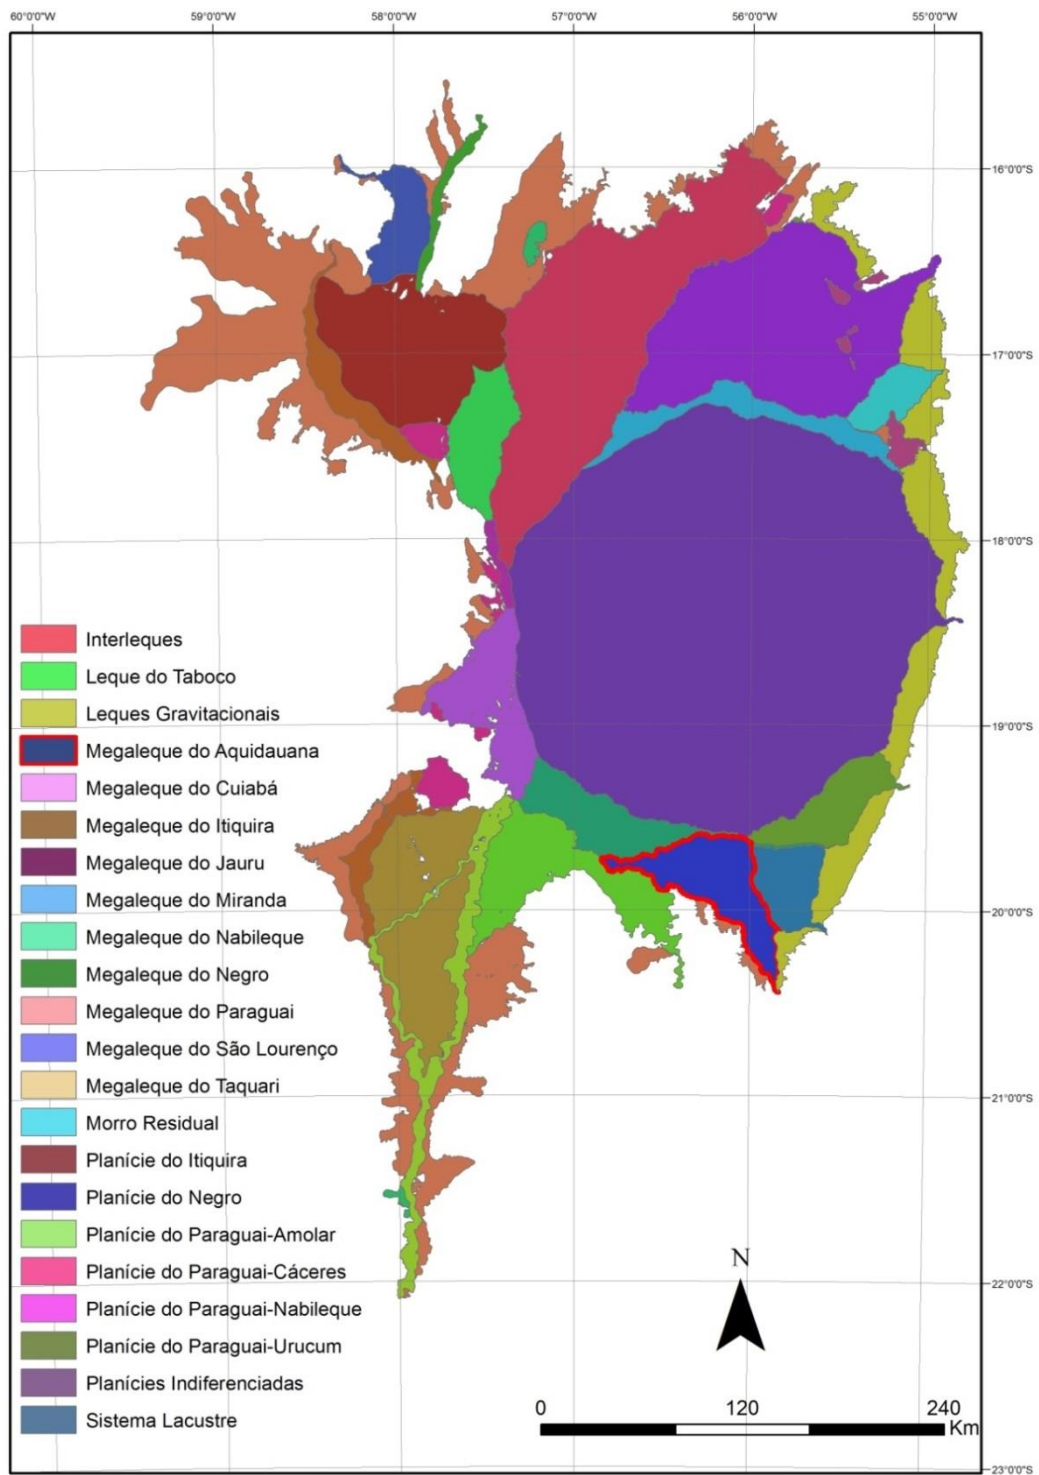 60°0'0"W 59°0'0"W 58°0'0"W 57°0'0"W 56°0'0"W 55°0'0"W
16°0'0"S
17°0'0"S
18°0'0"S
Interleques
Leque do Taboco
Leques Gravitacionais
19°0'0"S
Megaleque do Aquidauana
Megaleque do Cuiabá
Megaleque do Itiquira
Megaleque do Jauru
Megaleque do Miranda
20°0'0"S
Megaleque do Nabileque
Megaleque do Negro
Megaleque do Paraguai
Megaleque do São Lourenço
Megaleque do Taquari
21°0'0"S
Morro Residual
Planície do Itiquira
Planície do Negro
Planície do Paraguai-Amolar
N
Planície do Paraguai-Cáceres
22°0'0"S
Planície do Paraguai-Nabileque
Planície do Paraguai-Urucum
Planícies Indiferenciadas
0 120 240
Sistema Lacustre
Km
23°0'0"S